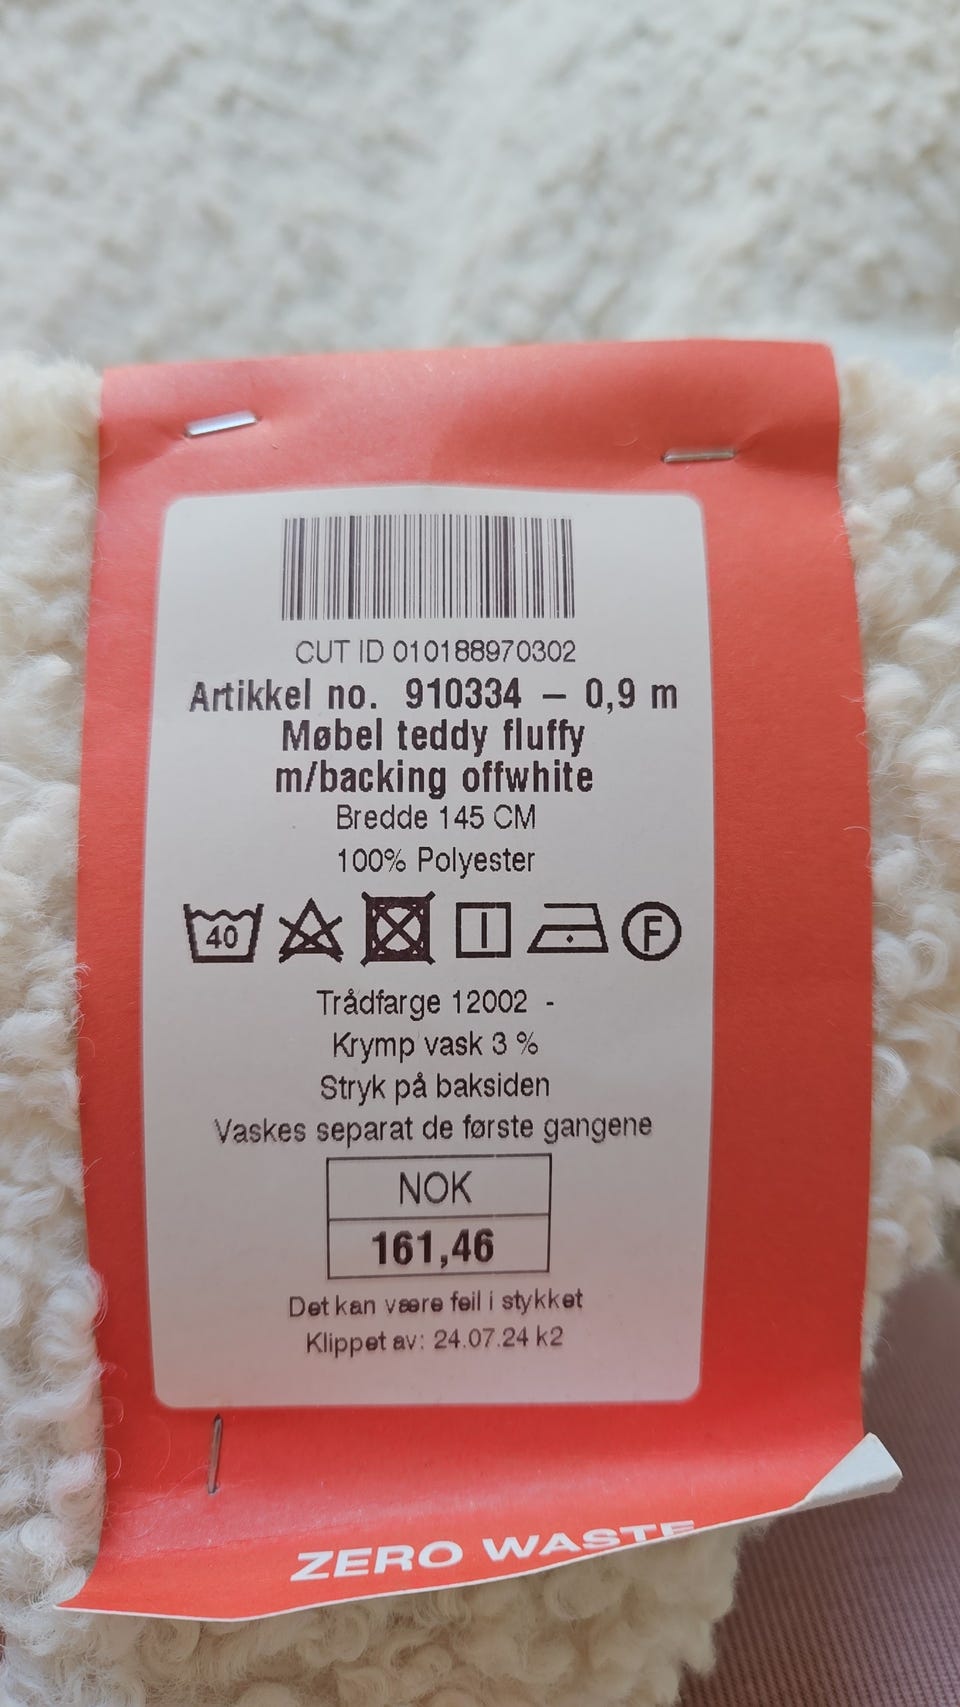 CUT ID 010188970302
Artikkel no. 910334 – 0,9 m
Møbel teddy fluffy
m/backing offwhite
Bredde 145 CM
100% Polyester
40 F
Trådfarge 12002 -
Krymp vask 3 %
Stryk på baksiden
Vaskes separat de første gangene
NOK
161,46
Det kan være feil i stykket
Klippet av: 24.07.24 k2
ZERO WASTE